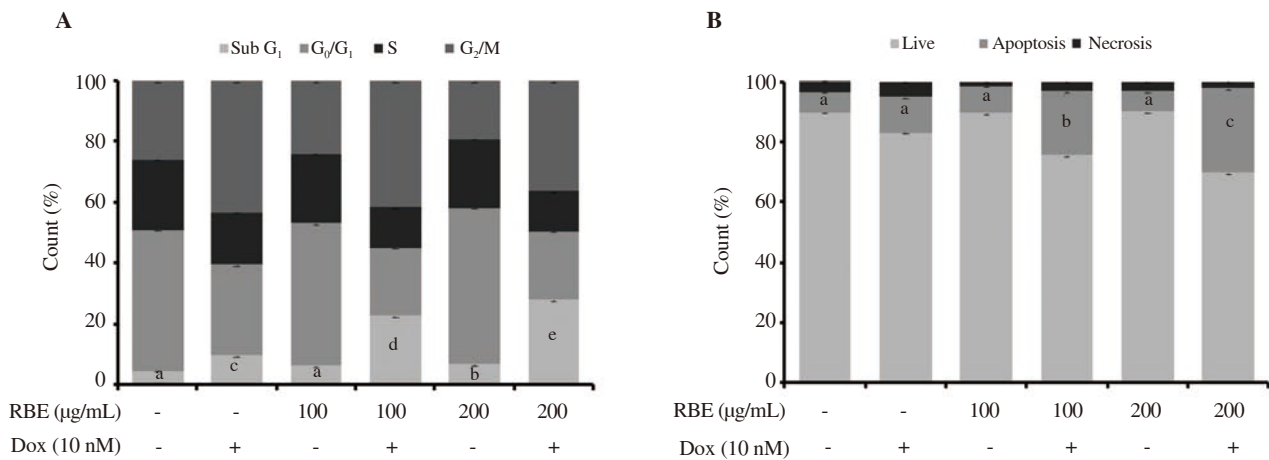 A
Sub G₁ G₀/G₁ S G₂/M
Count (%)
100
80
60
40
20
0
a c a d b e
RBE (µg/mL) - - 100 100 200 200
Dox (10 nM) - + - + - +
B
Live Apoptosis Necrosis
Count (%)
100
80
60
40
20
0
a a a b a c
RBE (µg/mL) - - 100 100 200 200
Dox (10 nM) - + - + - +